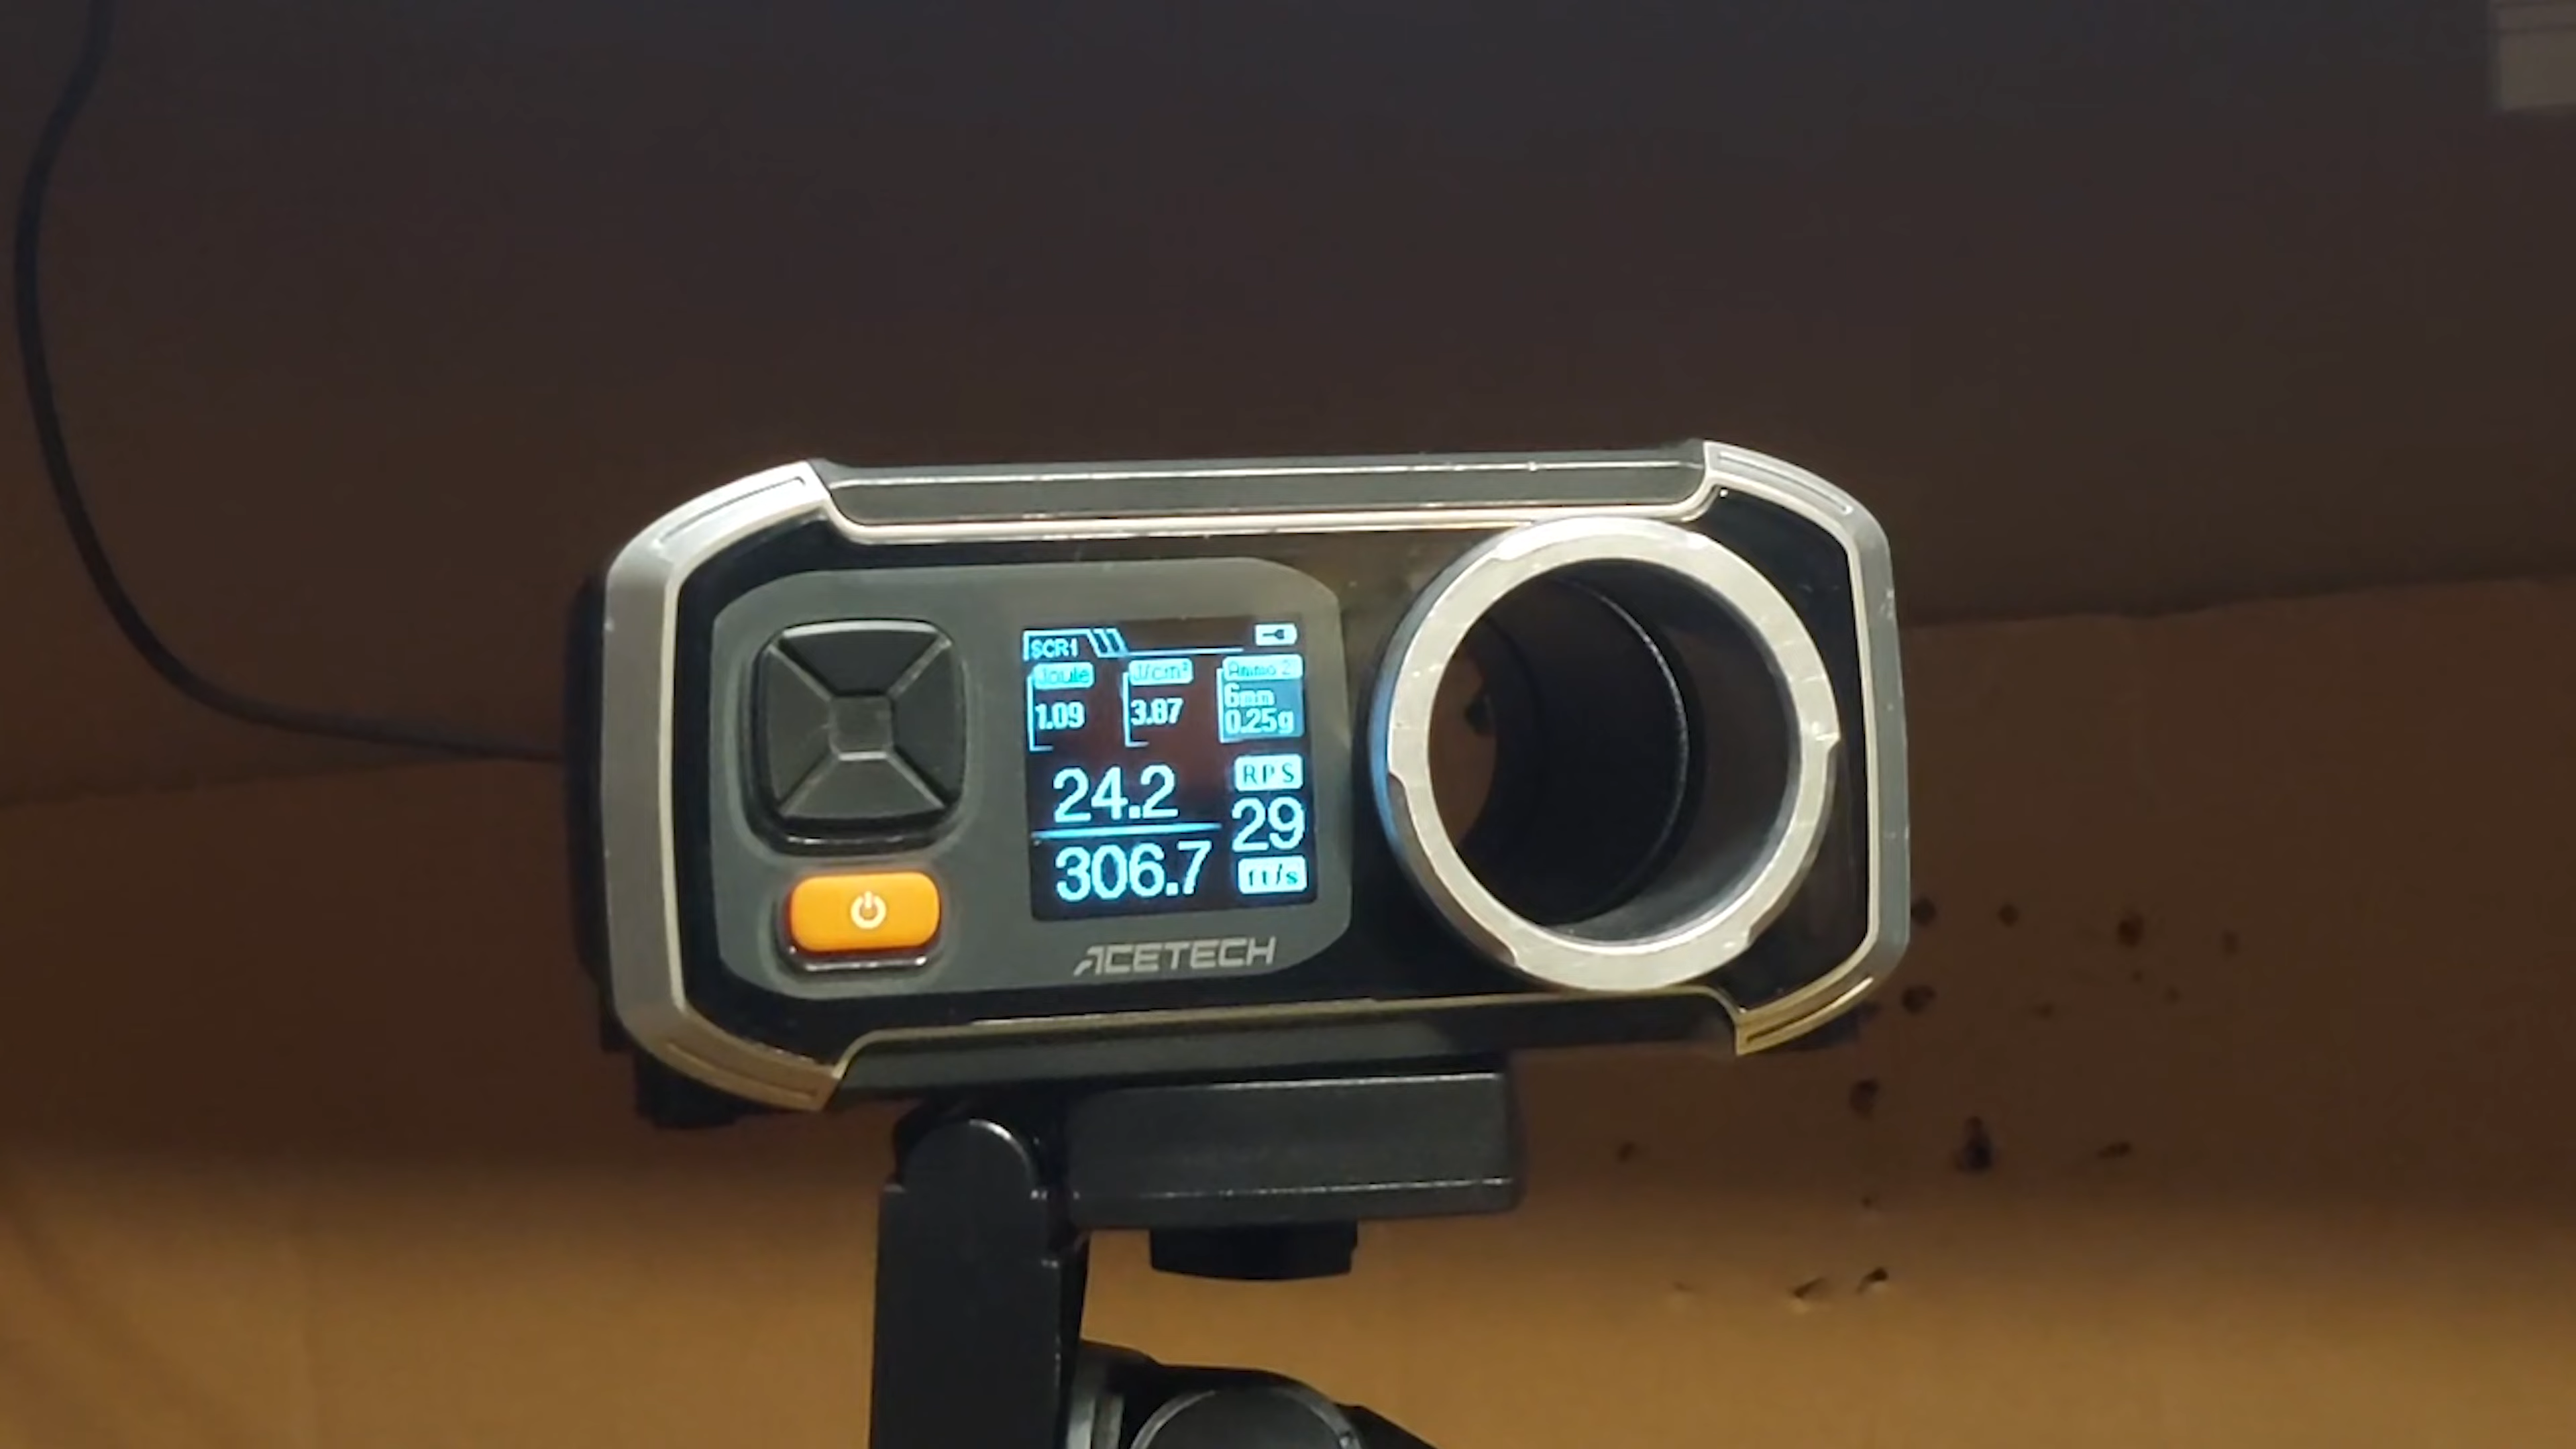 SCR1
Joule
J/cm²
Ammo 2
1.09
3.87
6mm
0.25g
24.2
RPS
29
306.7
ft/s
ACETECH